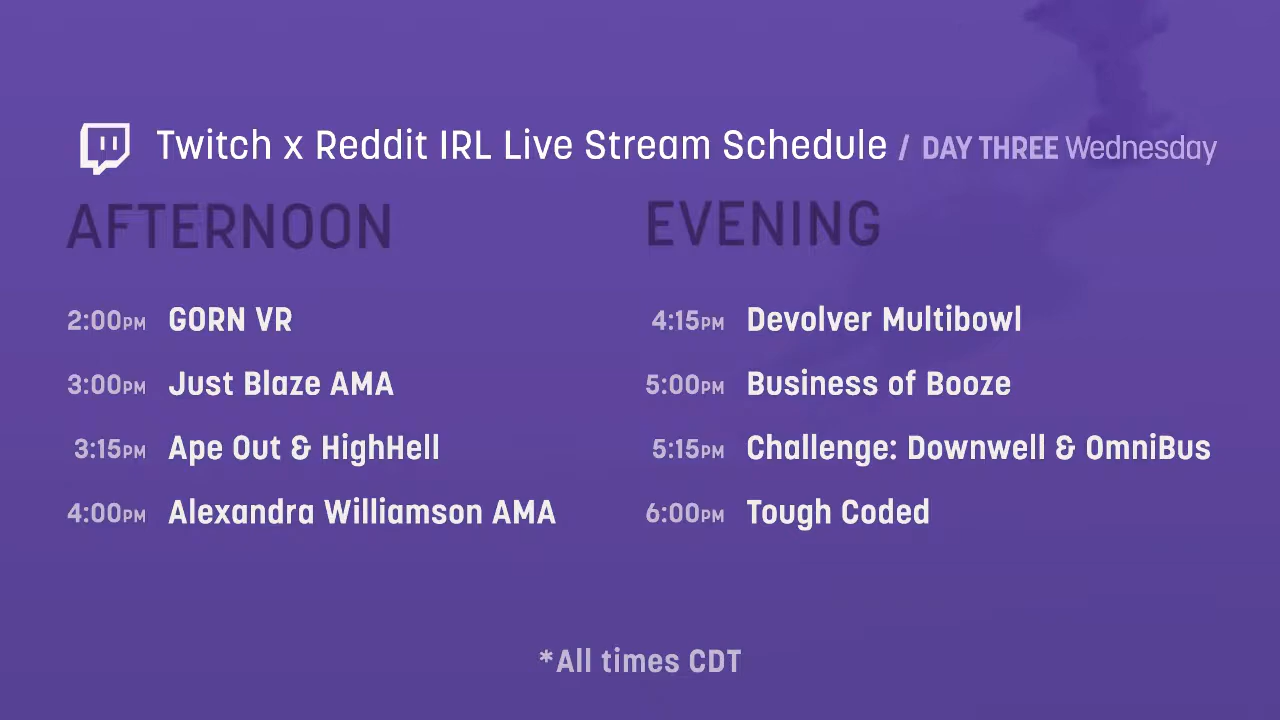 Twitch x Reddit IRL Live Stream Schedule / DAY THREE Wednesday
AFTERNOON
2:00PM GORN VR
3:00PM Just Blaze AMA
3:15PM Ape Out & HighHell
4:00PM Alexandra Williamson AMA
EVENING
4:15PM Devolver Multibowl
5:00PM Business of Booze
5:15PM Challenge: Downwell & OmniBus
6:00PM Tough Coded
*All times CDT